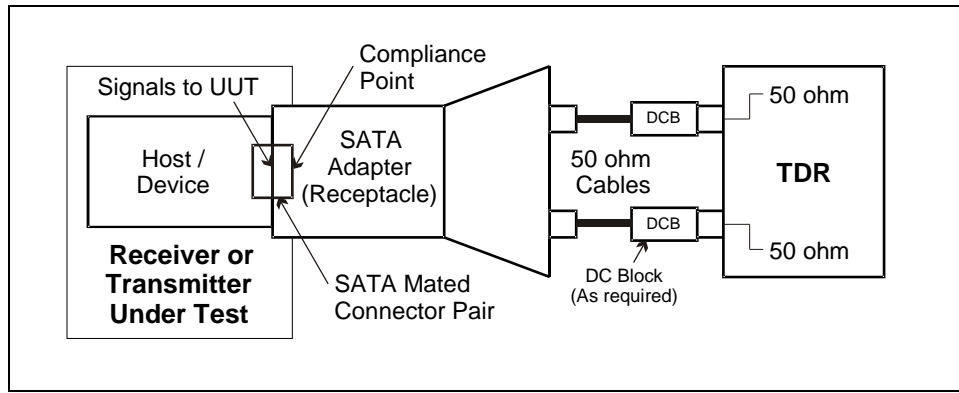 Compliance
Point
Signals to UUT
Host /
Device
SATA
Adapter
(Receptacle)
Receiver or
Transmitter
Under Test
SATA Mated
Connector Pair
DCB
50 ohm
Cables
DCB
DC Block
(As required)
50 ohm
TDR
50 ohm